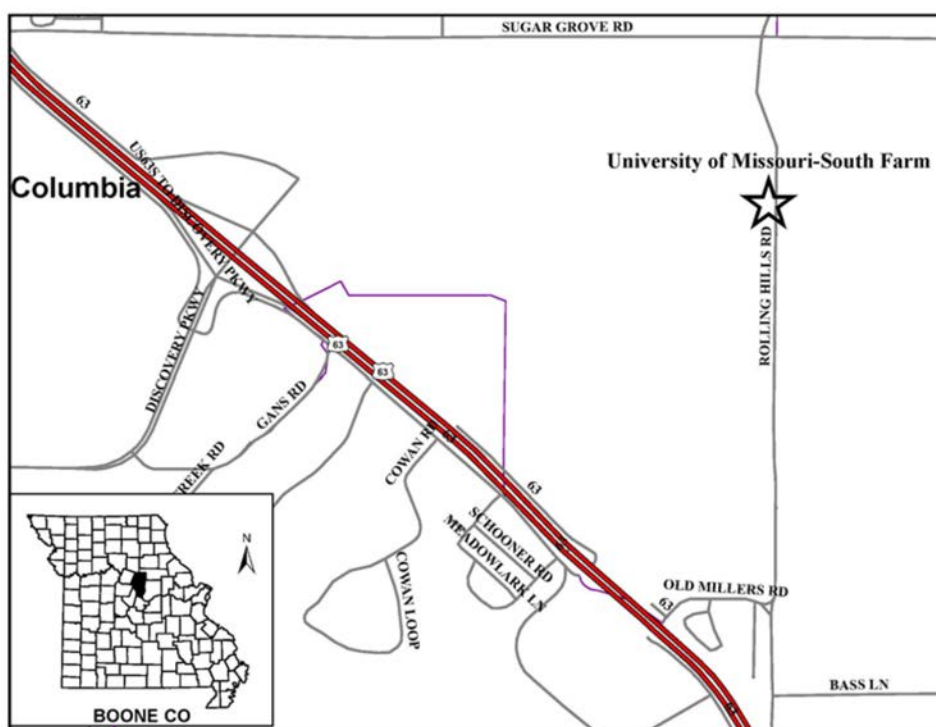 SUGAR GROVE RD
63
US63S TO DISCOVERY PKWY
Columbia
University of Missouri-South Farm
ROLLING HILLS RD
DISCOVERY PKWY
63
63
GANS RD
CREEK RD
COWAN RD
63
63
SCHOONER RD
MEADOWLARK LN
COWAN LOOP
OLD MILLERS RD
63
BASS LN
63
N
BOONE CO